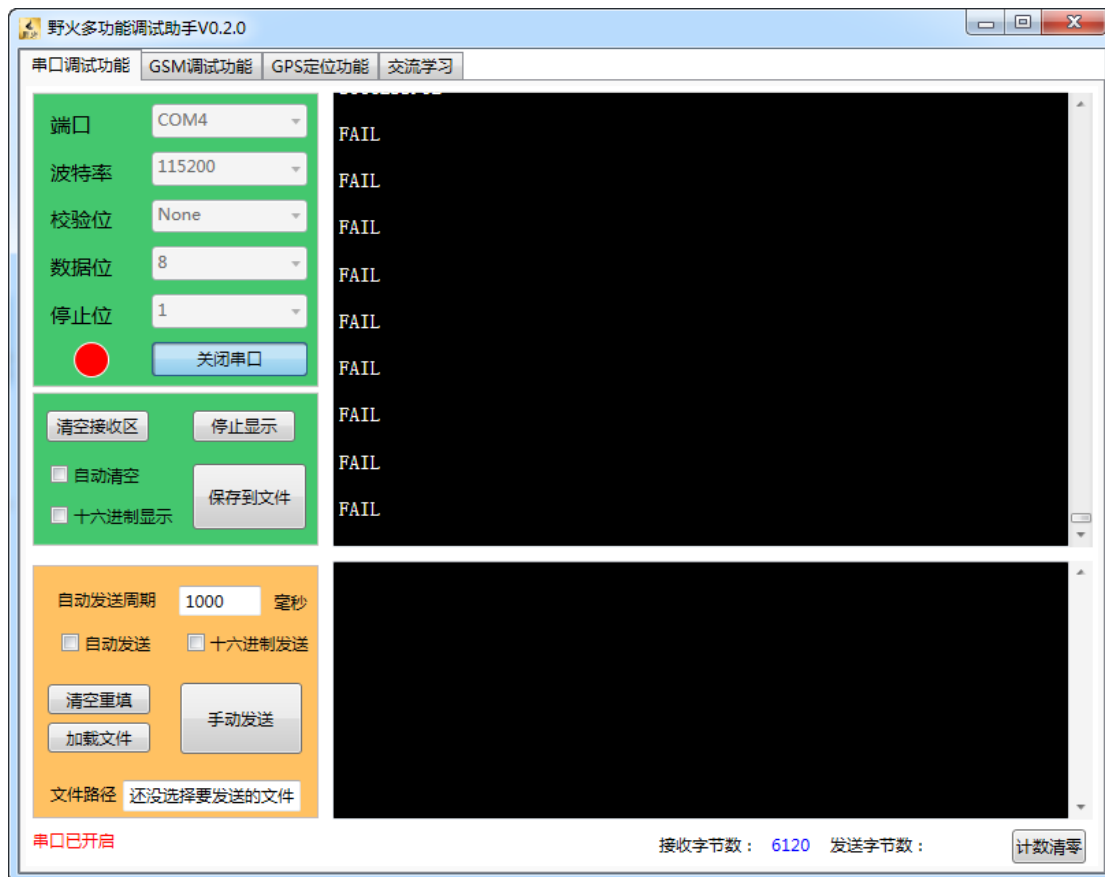 野火多功能调试助手V0.2.0
串口调试功能 GSM调试功能 GPS定位功能 交流学习
端口 COM4
波特率 115200
校验位 None
数据位 8
停止位 1
关闭串口
清空接收区 停止显示
自动清空
保存到文件
十六进制显示
FAIL
FAIL
FAIL
FAIL
FAIL
FAIL
FAIL
FAIL
FAIL
自动发送周期 1000 毫秒
自动发送 十六进制发送
清空重填
手动发送
加载文件
文件路径 还没选择要发送的文件
串口已开启
接收字节数： 6120 发送字节数：
计数清零